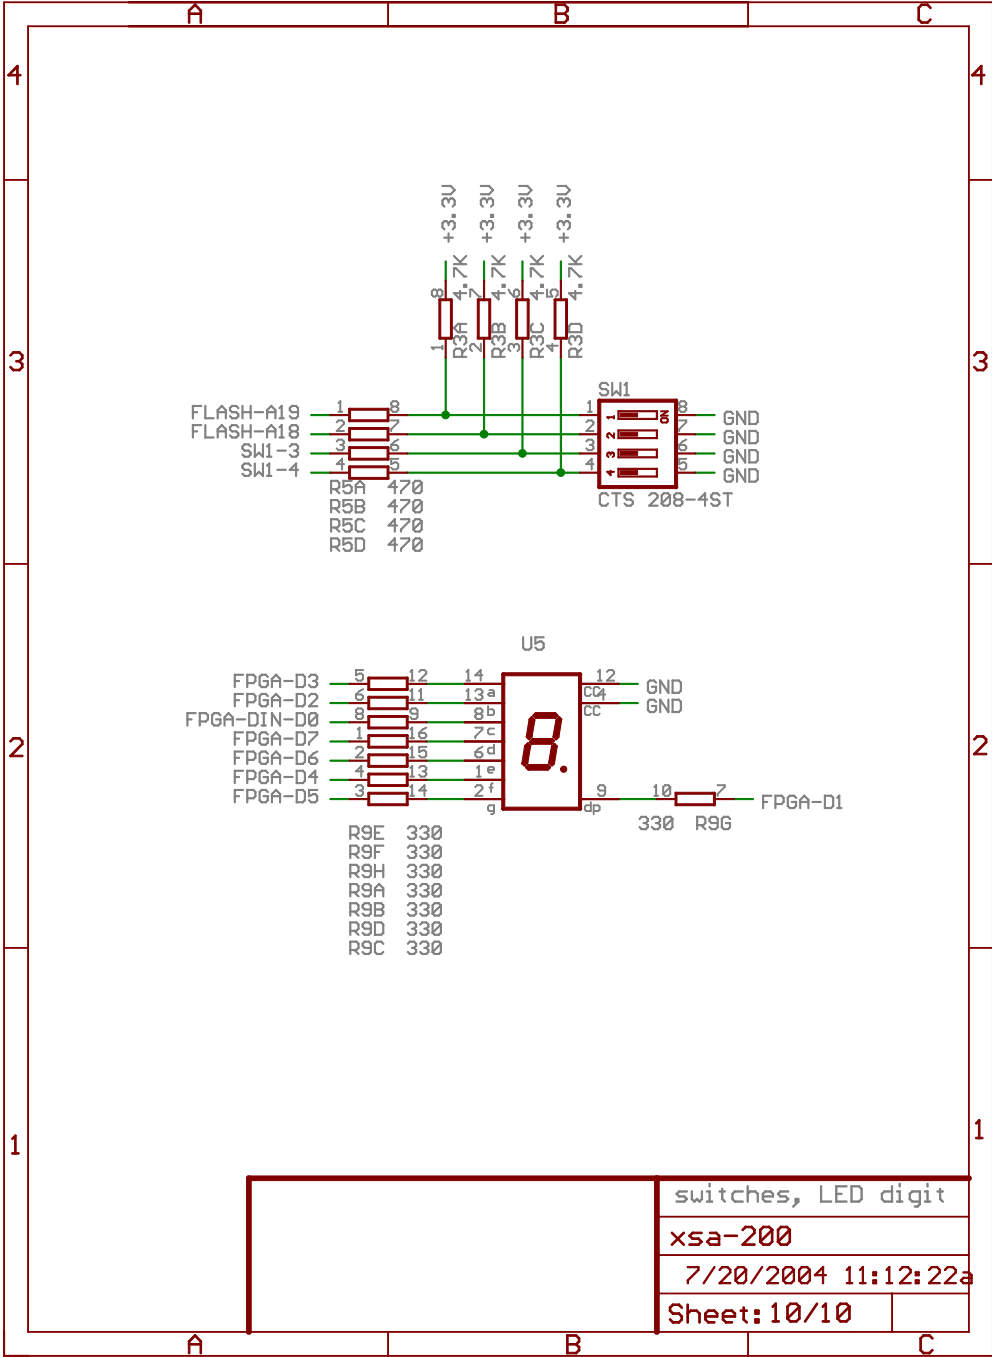 A B C
4 4
+3.3V +3.3V +3.3V +3.3V
4.7K 4.7K 4.7K 4.7K
8 7 6 5
R3A R3B R3C R3D
1 2 3 4
3 3
SW1
FLASH-A19 1 8 1 1 ON 8 GND
FLASH-A18 2 7 2 2 7 GND
SW1-3 3 6 3 3 6 GND
SW1-4 4 5 4 4 5 GND
R5A 470
R5B 470
R5C 470
R5D 470
CTS 208-4ST
U5
FPGA-D3 5 12 14 a 12 CC GND
FPGA-D2 6 11 13 b 4 CC GND
FPGA-DIN-D0 8 9 8 c
FPGA-D7 1 16 7 d
FPGA-D6 2 15 6 e
FPGA-D4 4 13 1 f
FPGA-D5 3 14 2 g 9 dp 10 7 FPGA-D1
8.
330 R9G
2 2
R9E 330
R9F 330
R9H 330
R9A 330
R9B 330
R9D 330
R9C 330
1 1
switches, LED digit
xsa-200
7/20/2004 11:12:22a
Sheet: 10/10
A B C